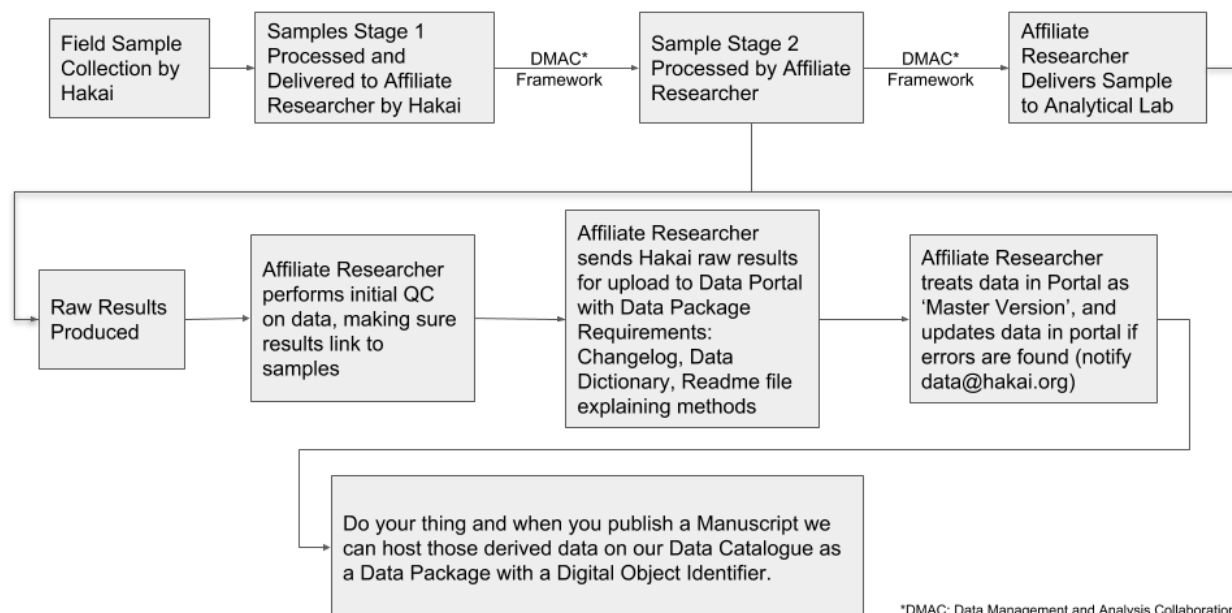 Field Sample
Collection by
Hakai
Samples Stage 1
Processed and
Delivered to Affiliate
Researcher by Hakai
DMAC*
Framework
Sample Stage 2
Processed by Affiliate
Researcher
DMAC*
Framework
Affiliate
Researcher
Delivers Sample
to Analytical Lab
Raw Results
Produced
Affiliate Researcher
performs initial QC
on data, making sure
results link to
samples
Affiliate Researcher
sends Hakai raw results
for upload to Data Portal
with Data Package
Requirements:
Changelog, Data
Dictionary, Readme file
explaining methods
Affiliate Researcher
treats data in Portal as
‘Master Version’, and
updates data in portal if
errors are found (notify
data@hakai.org)
Do your thing and when you publish a Manuscript we
can host those derived data on our Data Catalogue as
a Data Package with a Digital Object Identifier.
*DMAC: Data Management and Analysis Collaboration